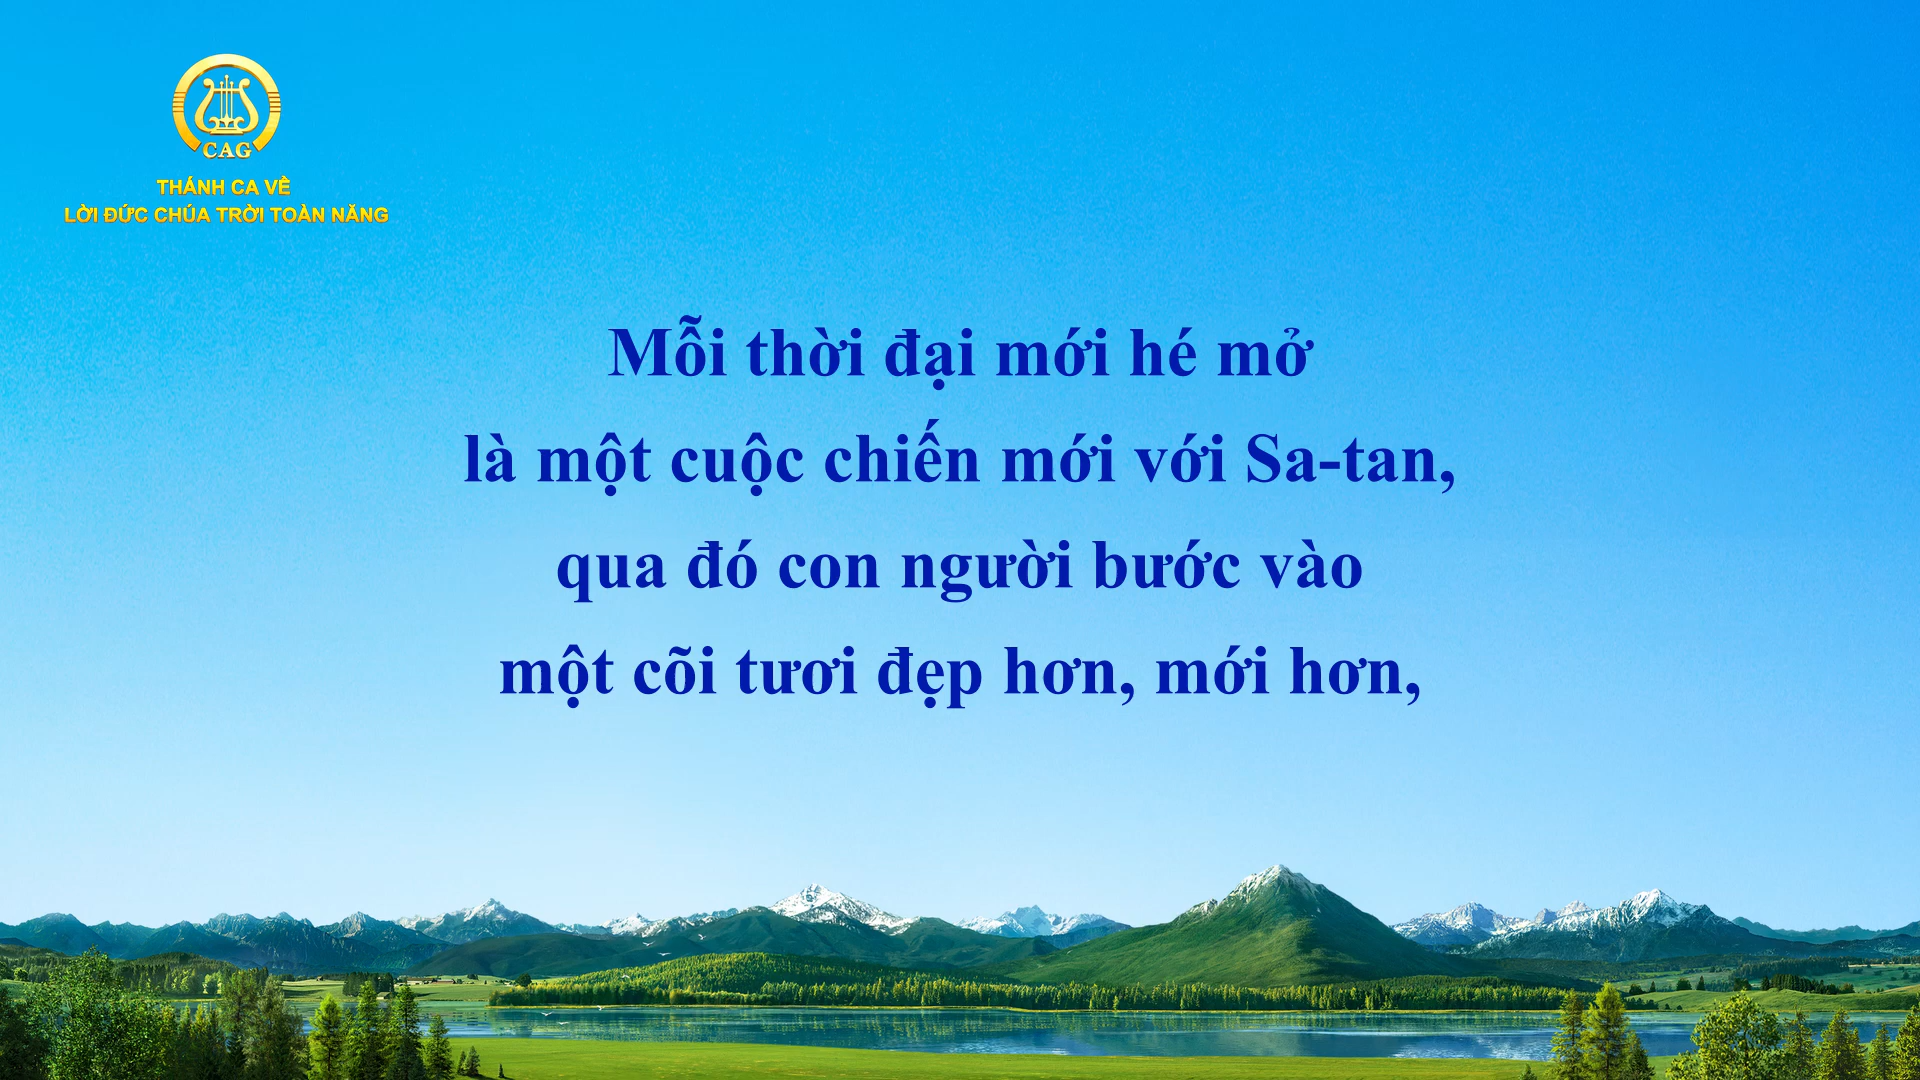 CAG
THÁNH CA VỀ
LỜI ĐỨC CHÚA TRỜI TOÀN NĂNG
Mỗi thời đại mới hé mở
là một cuộc chiến mới với Sa-tan,
qua đó con người bước vào
một cõi tươi đẹp hơn, mới hơn,